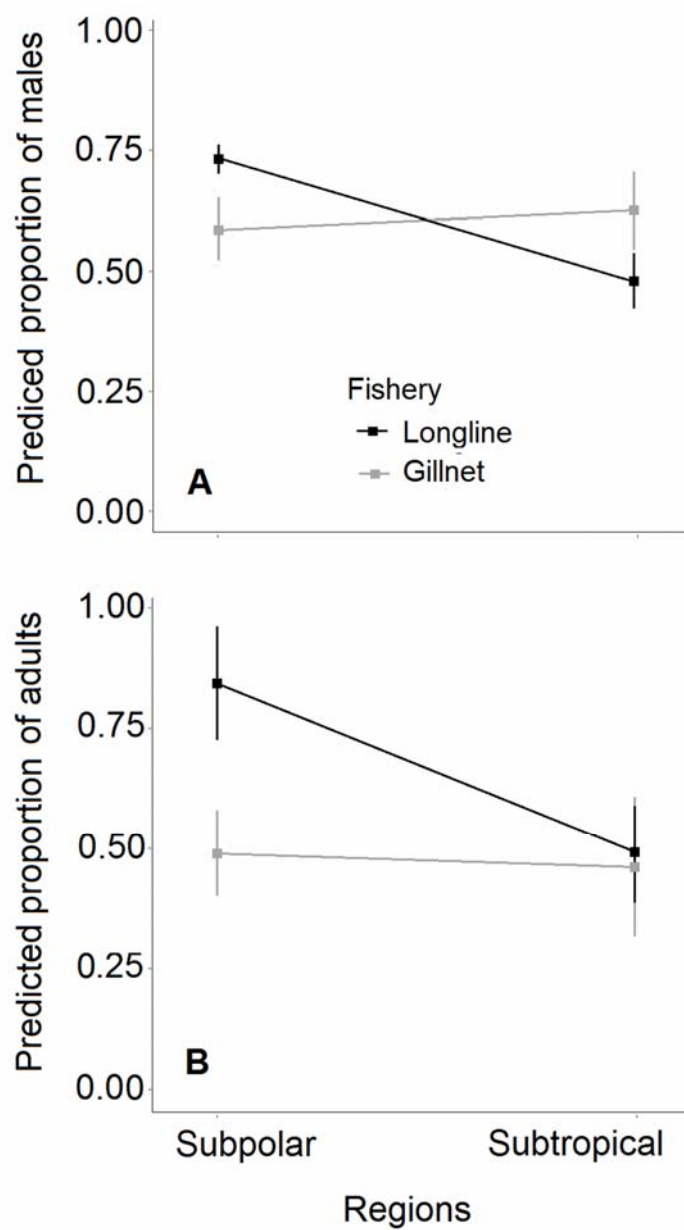 Prediced proportion of males
1.00
0.75
0.50
0.25
0.00
Fishery
Longline
Gillnet
A
Predicted proportion of adults
1.00
0.75
0.50
0.25
0.00
B
Subpolar Subtropical
Regions